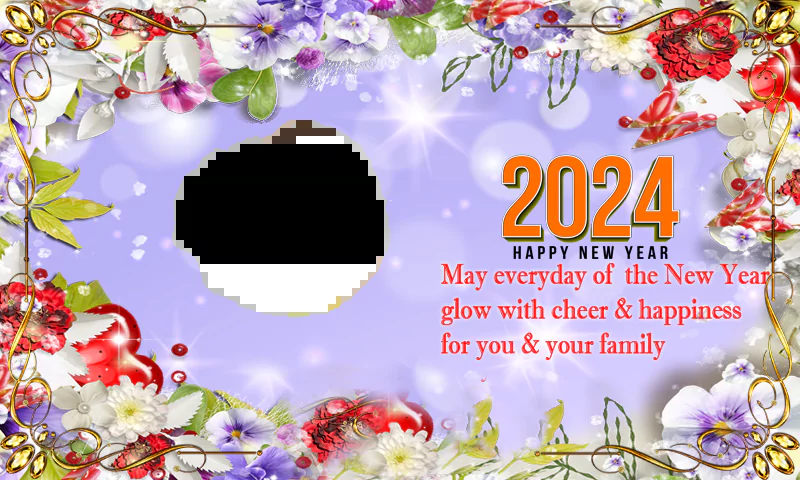 2024
HAPPY NEW YEAR
May everyday of the New Year
glow with cheer & happiness
for you & your family